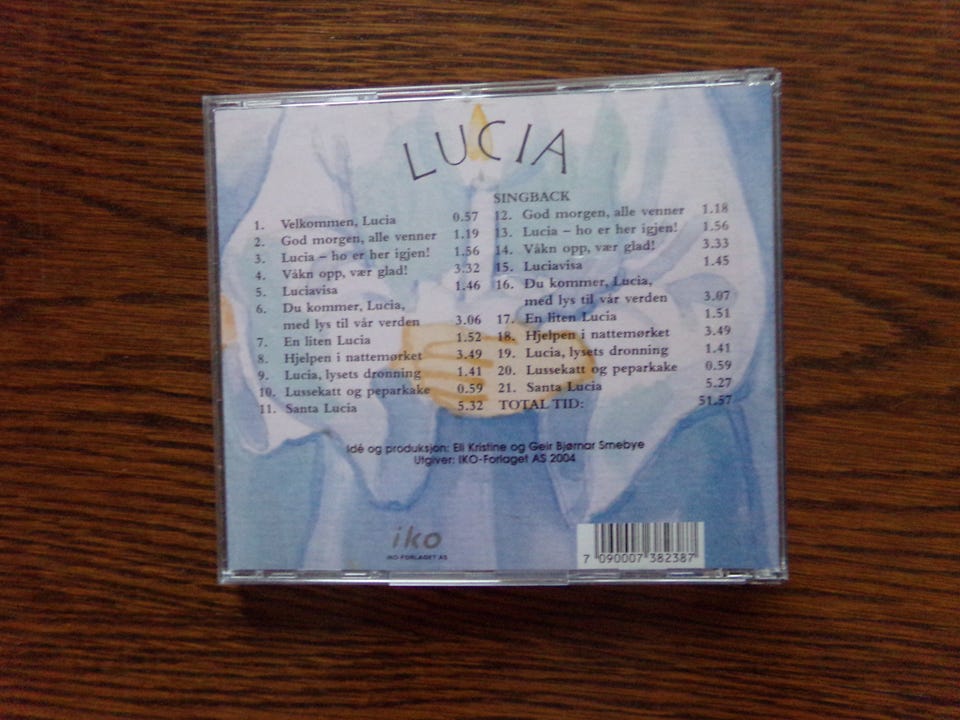 LUCIA
1. Velkommen, Lucia 0.57
2. God morgen, alle venner 1.19
3. Lucia – ho er her igjen! 1.56
4. Våkn opp, vær glad! 3.32
5. Luciavisa 1.46
6. Du kommer, Lucia,
med lys til vår verden 3.06
7. En liten Lucia 1.52
8. Hjelpen i nattemørket 3.49
9. Lucia, lysets dronning 1.41
10. Lussekatt og peparkake 0.59
11. Santa Lucia 5.32
SINGBACK
12. God morgen, alle venner 1.18
13. Lucia – ho er her igjen! 1.56
14. Våkn opp, vær glad! 3.33
15. Luciavisa 1.45
16. Du kommer, Lucia,
med lys til vår verden 3.07
17. En liten Lucia 1.51
18. Hjelpen i nattemørket 3.49
19. Lucia, lysets dronning 1.41
20. Lussekatt og peparkake 0.59
21. Santa Lucia 5.27
TOTAL TID: 51.57
Idé og produksjon: Eli Kristine og Geir Bjørnar Smebye
Utgiver: IKO-Forlaget AS 2004
iko
IKO-FORLAGET AS
7 090007 382387